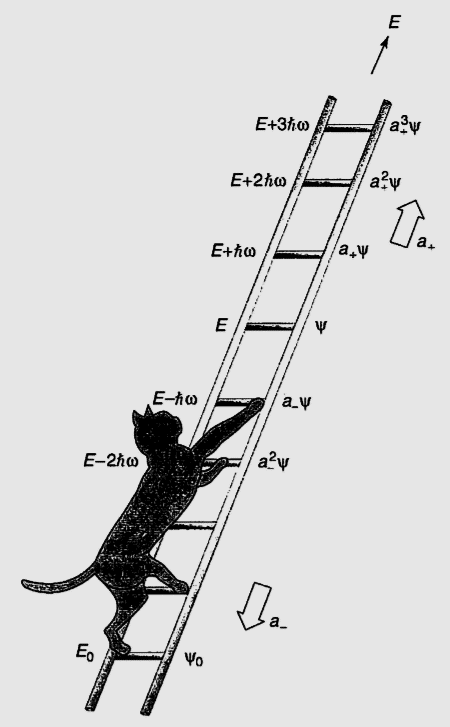 E
E+3ℏω a₊³ψ
E+2ℏω a₊²ψ
a₊
E+ℏω a₊ψ
E ψ
E−ℏω a₋ψ
E−2ℏω a₋²ψ
a₋
E₀ ψ₀